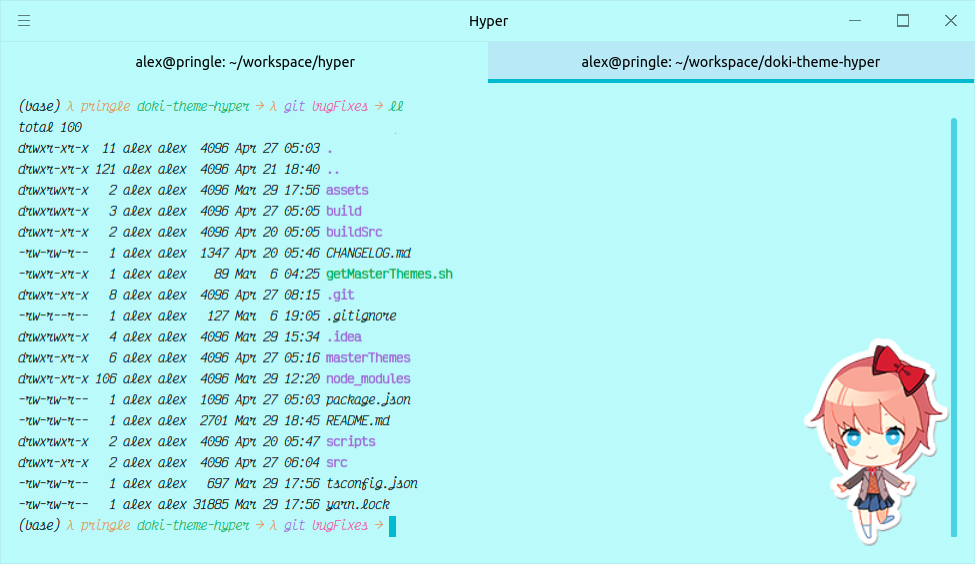 Hyper
alex@pringle: ~/workspace/hyper
alex@pringle: ~/workspace/doki-theme-hyper
(base) λ pringle doki-theme-hyper → λ git bugFixes → ll
total 100
drwxr-xr-x  11 alex alex  4096 Apr 27 05:03 .
drwxr-xr-x 121 alex alex  4096 Apr 21 18:40 ..
drwxrwxr-x   2 alex alex  4096 Mar 29 17:56 assets
drwxrwxr-x   3 alex alex  4096 Apr 27 05:05 build
drwxr-xr-x   2 alex alex  4096 Apr 20 05:05 buildSrc
-rw-rw-r--   1 alex alex  1347 Apr 20 05:46 CHANGELOG.md
-rwxr-xr-x   1 alex alex    89 Mar  6 04:25 getMasterThemes.sh
drwxr-xr-x   8 alex alex  4096 Apr 27 08:15 .git
-rw-r--r--   1 alex alex   127 Mar  6 19:05 .gitignore
drwxrwxr-x   4 alex alex  4096 Mar 29 15:34 .idea
drwxr-xr-x   6 alex alex  4096 Apr 27 05:16 masterThemes
drwxr-xr-x 106 alex alex  4096 Mar 29 12:20 node_modules
-rw-rw-r--   1 alex alex  1096 Apr 27 05:03 package.json
-rw-rw-r--   1 alex alex  2701 Mar 29 18:45 README.md
drwxrwxr-x   2 alex alex  4096 Apr 20 05:47 scripts
drwxr-xr-x   2 alex alex  4096 Apr 27 06:04 src
-rw-rw-r--   1 alex alex   697 Mar 29 17:56 tsconfig.json
-rw-rw-r--   1 alex alex 31885 Mar 29 17:56 yarn.lock
(base) λ pringle doki-theme-hyper → λ git bugFixes →